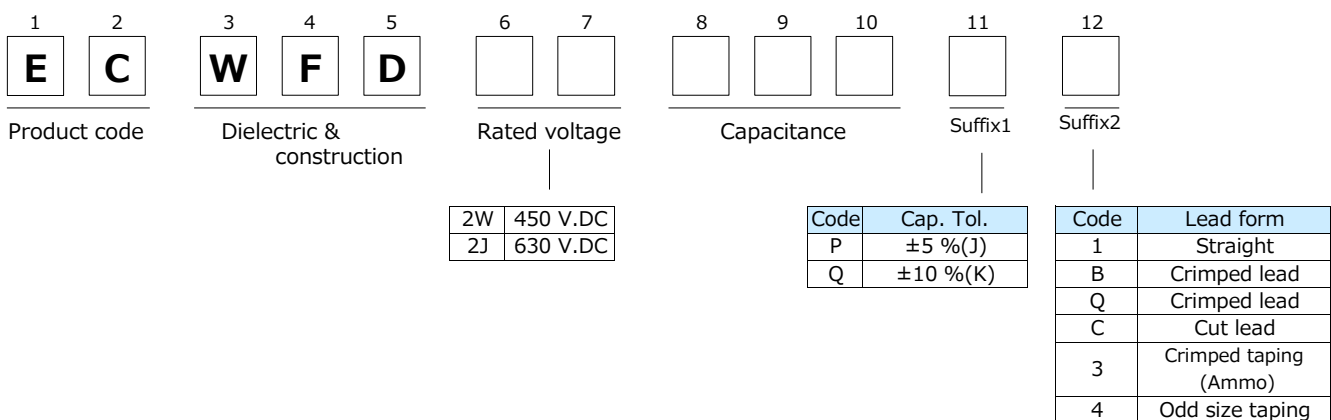 1 2 3 4 5 6 7 8 9 10 11 12
E C W F D
Product code
Dielectric &
construction
Rated voltage
Capacitance
Suffix1
Suffix2
2W 450 V.DC
2J 630 V.DC
Code Cap. Tol.
P ±5 %(J)
Q ±10 %(K)
Code Lead form
1 Straight
B Crimped lead
Q Crimped lead
C Cut lead
3 Crimped taping
(Ammo)
4 Odd size taping